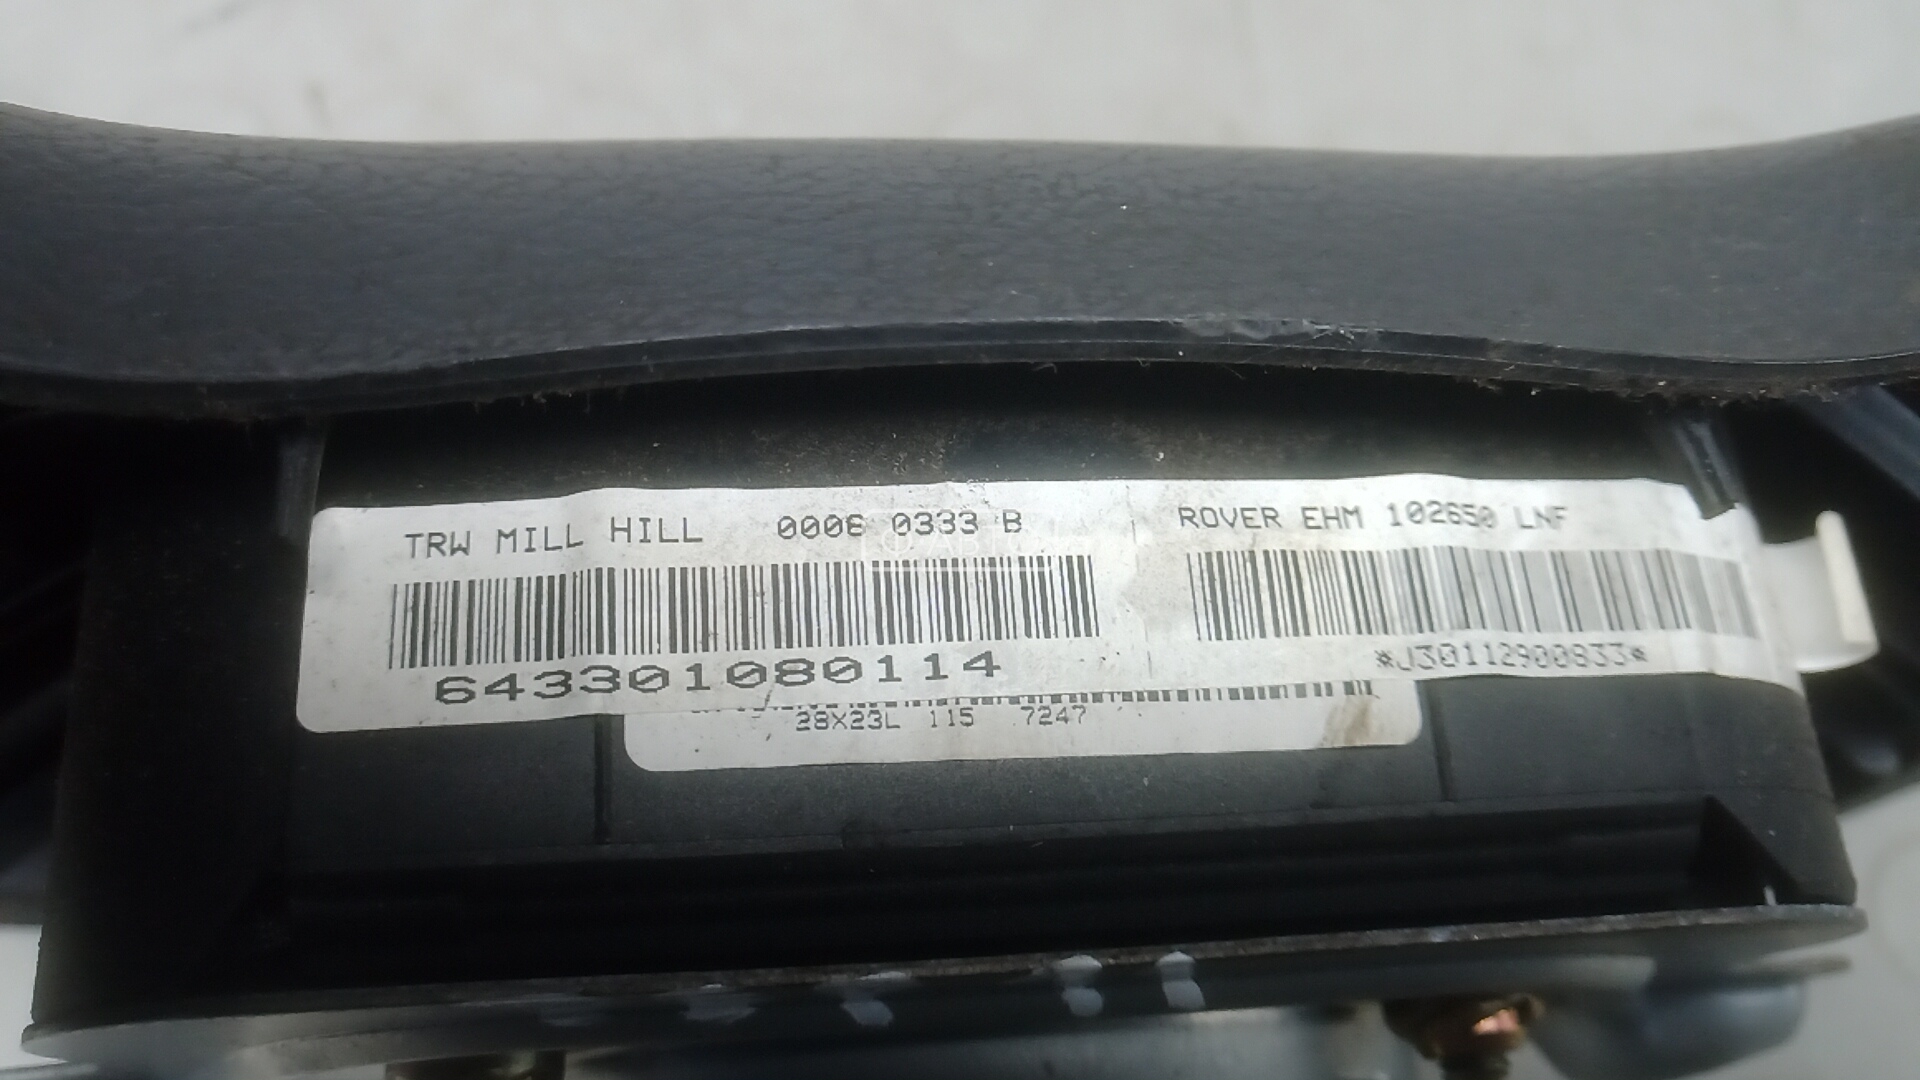 TRW MILL HILL 0006 0333 B
ROVER EHM 102650 LNF
643301080114
*J30112900833*
28X23L 115 7247